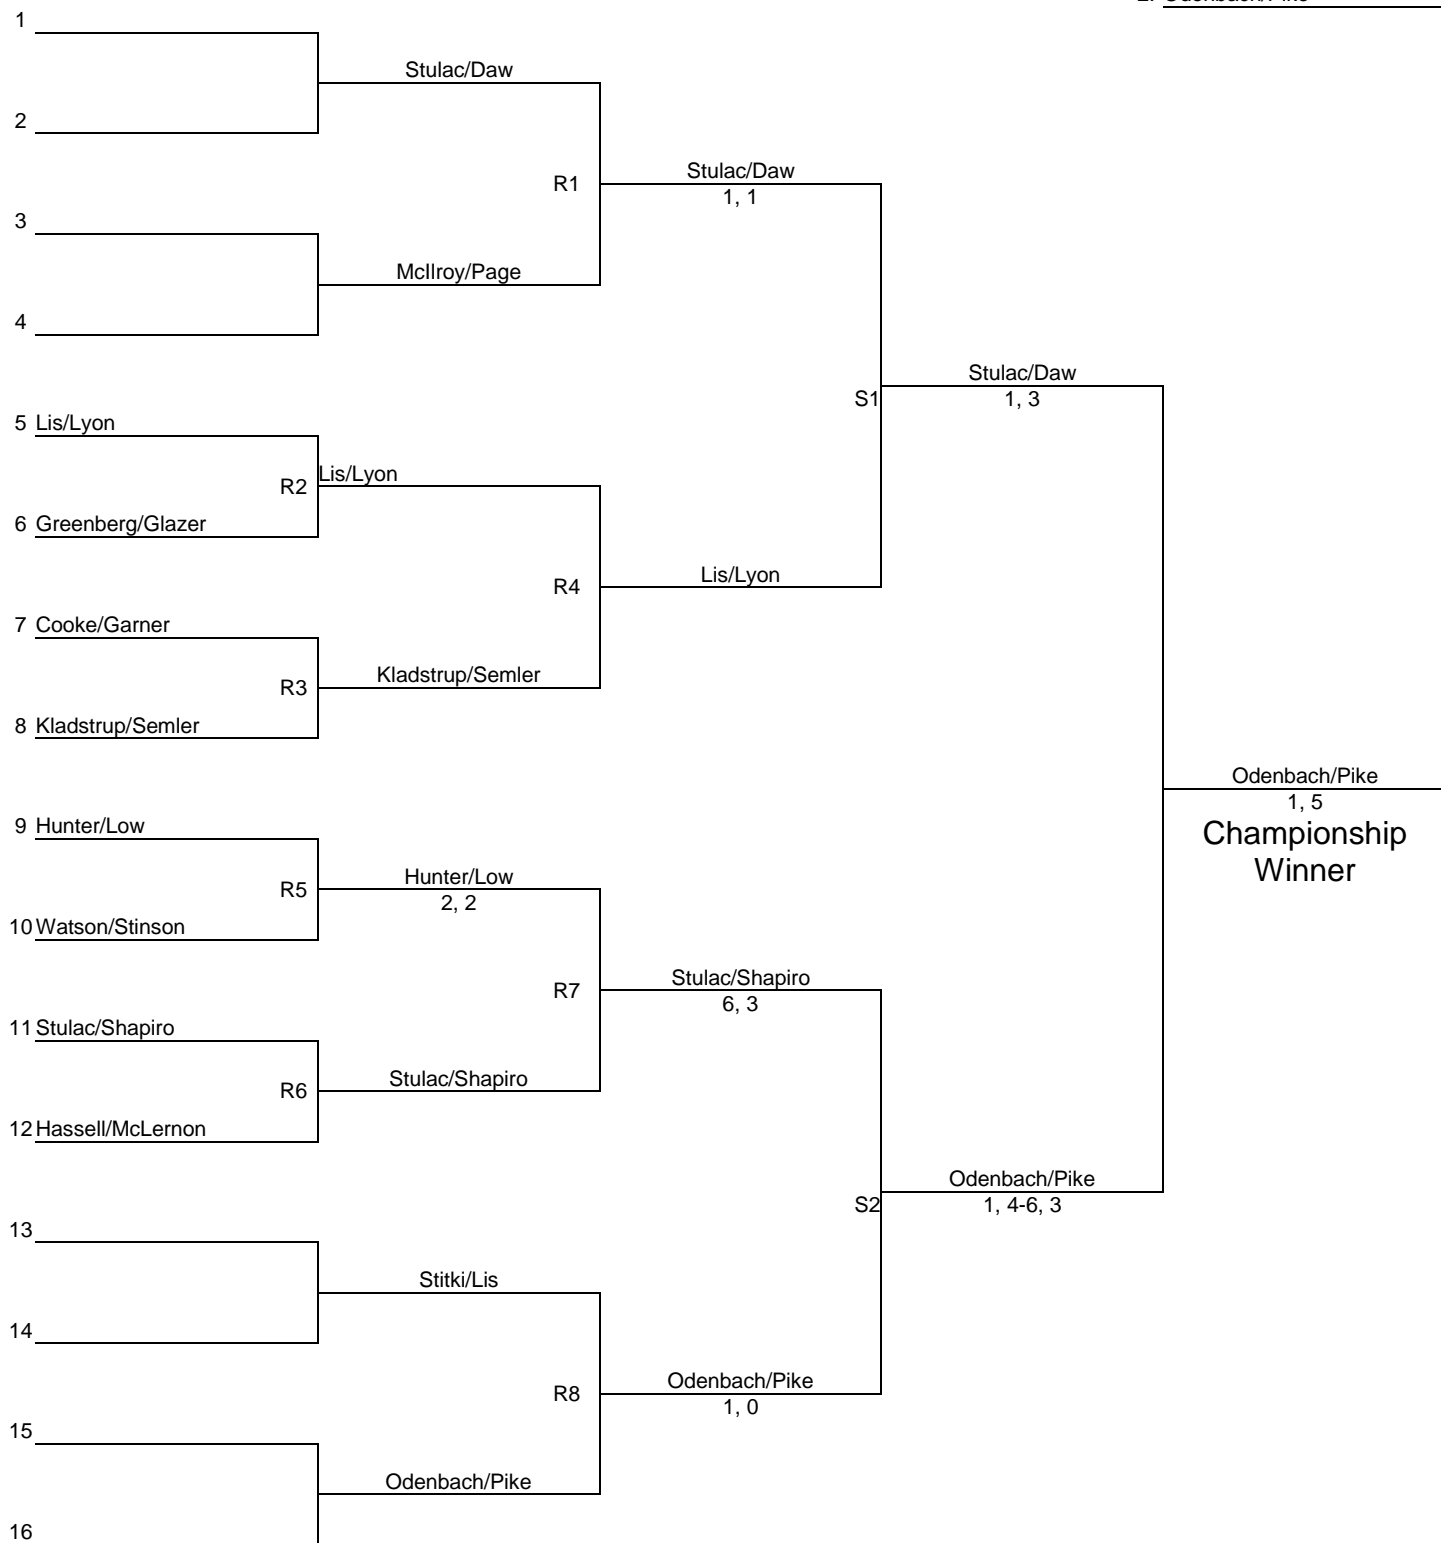 2. Odenbach/Pike
1
Stulac/Daw
2
R1
Stulac/Daw
1, 1
3
McIlroy/Page
4
Stulac/Daw
S1
1, 3
5 Lis/Lyon
R2
Lis/Lyon
6 Greenberg/Glazer
R4
Lis/Lyon
7 Cooke/Garner
R3
Kladstrup/Semler
8 Kladstrup/Semler
Odenbach/Pike
1, 5
Championship
Winner
9 Hunter/Low
R5
Hunter/Low
2, 2
10 Watson/Stinson
R7
Stulac/Shapiro
6, 3
11 Stulac/Shapiro
R6
Stulac/Shapiro
12 Hassell/McLernon
Odenbach/Pike
S2
1, 4-6, 3
13
Stitki/Lis
14
R8
Odenbach/Pike
1, 0
15
Odenbach/Pike
16